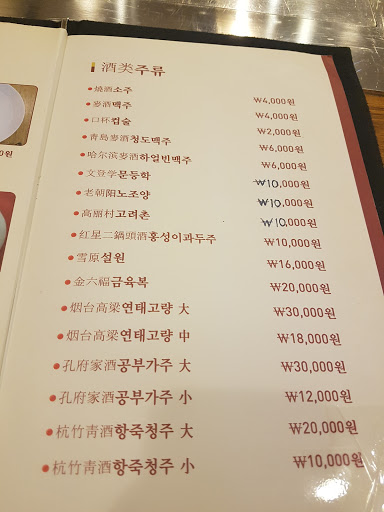 酒类주류
燒酒소주 ₩4,000원
麥酒맥주 ₩4,000원
口杯컵술 ₩2,000원
青島麥酒청도맥주 ₩6,000원
哈尔滨麥酒하얼빈맥주 ₩6,000원
文登学문등학 ₩10,000원
老朝阳노조양 ₩10,000원
高丽村고려촌 ₩10,000원
红星二鍋頭酒홍성이과두주 ₩10,000원
雪原설원 ₩16,000원
金六福금육복 ₩20,000원
烟台高梁연태고량 大 ₩30,000원
烟台高梁연태고량 中 ₩18,000원
孔府家酒공부가주 大 ₩30,000원
孔府家酒공부가주 小 ₩12,000원
杭竹靑酒항죽청주 大 ₩20,000원
杭竹靑酒항죽청주 小 ₩10,000원